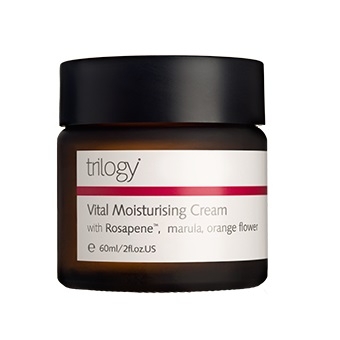 trilogy®
Vital Moisturising Cream
with Rosapene™, marula, orange flower
℮ 60ml/2fl.oz.US